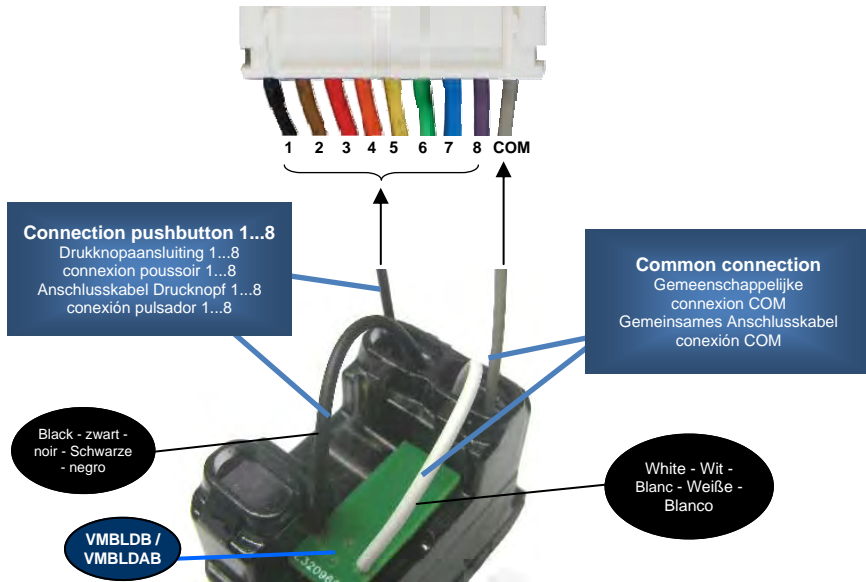 1 2 3 4 5 6 7 8 COM
Connection pushbutton 1...8
Drukknopaansluiting 1...8
connexion poussoir 1...8
Anschlusskabel Drucknopf 1...8
conexión pulsador 1...8
Common connection
Gemeenschappelijke
connexion COM
Gemeinsames Anschlusskabel
conexión COM
Black - zwart -
noir - Schwarze
- negro
White - Wit -
Blanc - Weiße -
Blanco
VMBLDB /
VMBLDAB